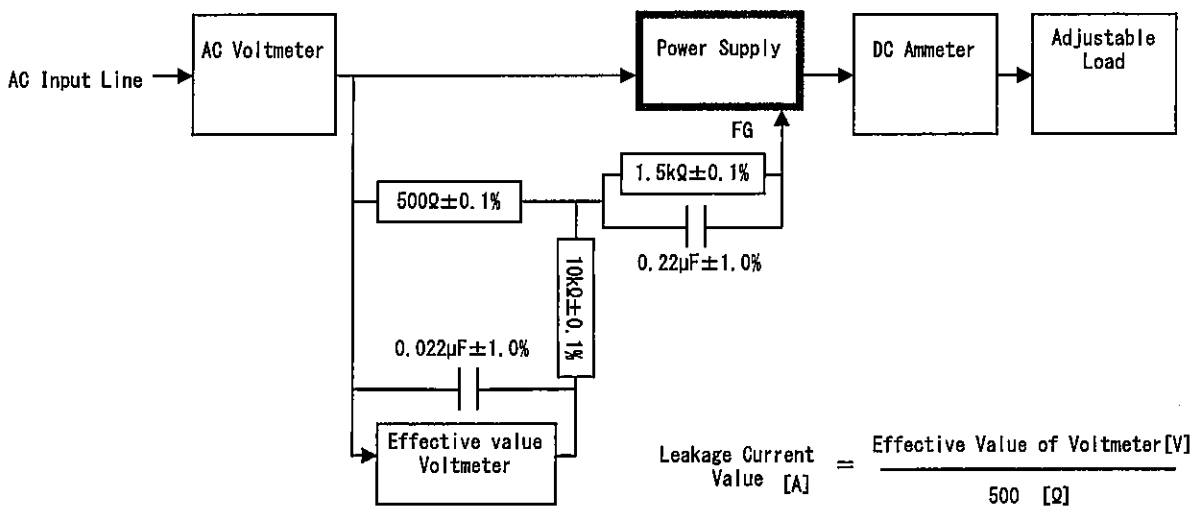 AC Voltmeter
Power Supply
DC Ammeter
Adjustable
Load
AC Input Line
FG
1.5kΩ±0.1%
500Ω±0.1%
0.22μF±1.0%
10kΩ±0.1%
0.022μF±1.0%
Effective value
Voltmeter
Leakage Current
Value [A]
=
Effective Value of Voltmeter[V]
500 [Ω]